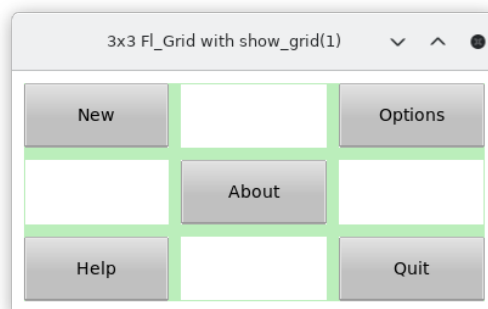 3x3 Fl_Grid with show_grid(1)
New
Options
About
Help
Quit